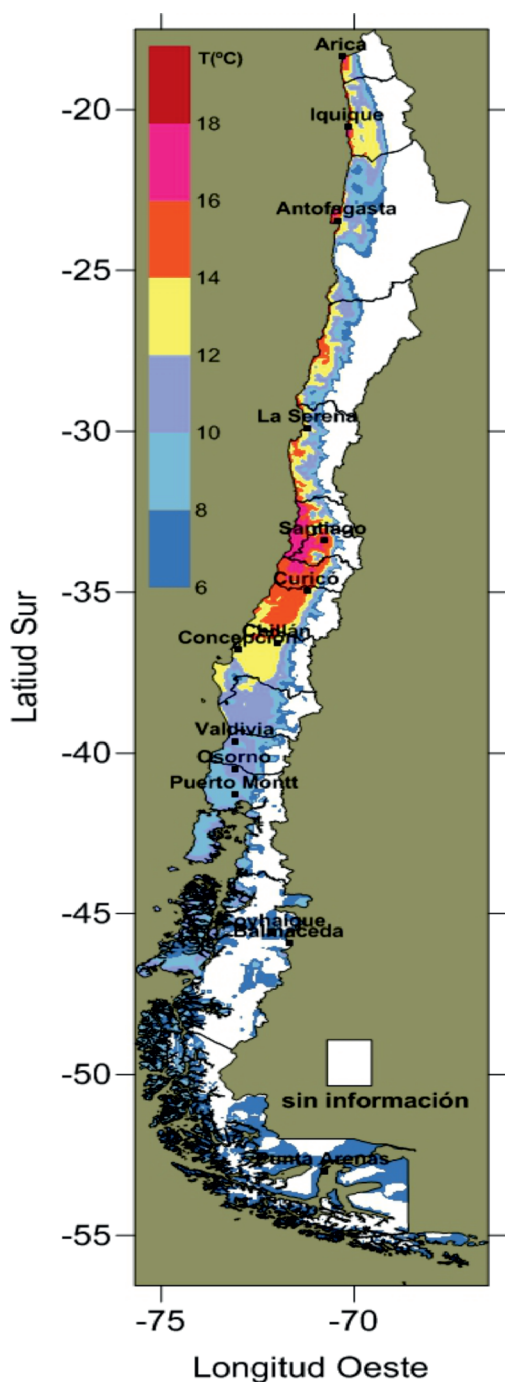 Arica
T(ºC)
-20
Iquique
18
16
Antofagasta
-25
14
12
-30
La Serena
10
8
Santiago
6
-35
Curicó
Chillán
Concepción
Valdivia
-40
Osorno
Puerto Montt
-45
Coyhaique
Balmaceda
-50
sin información
Punta Arenas
-55
Latiud Sur
-75
-70
Longitud Oeste